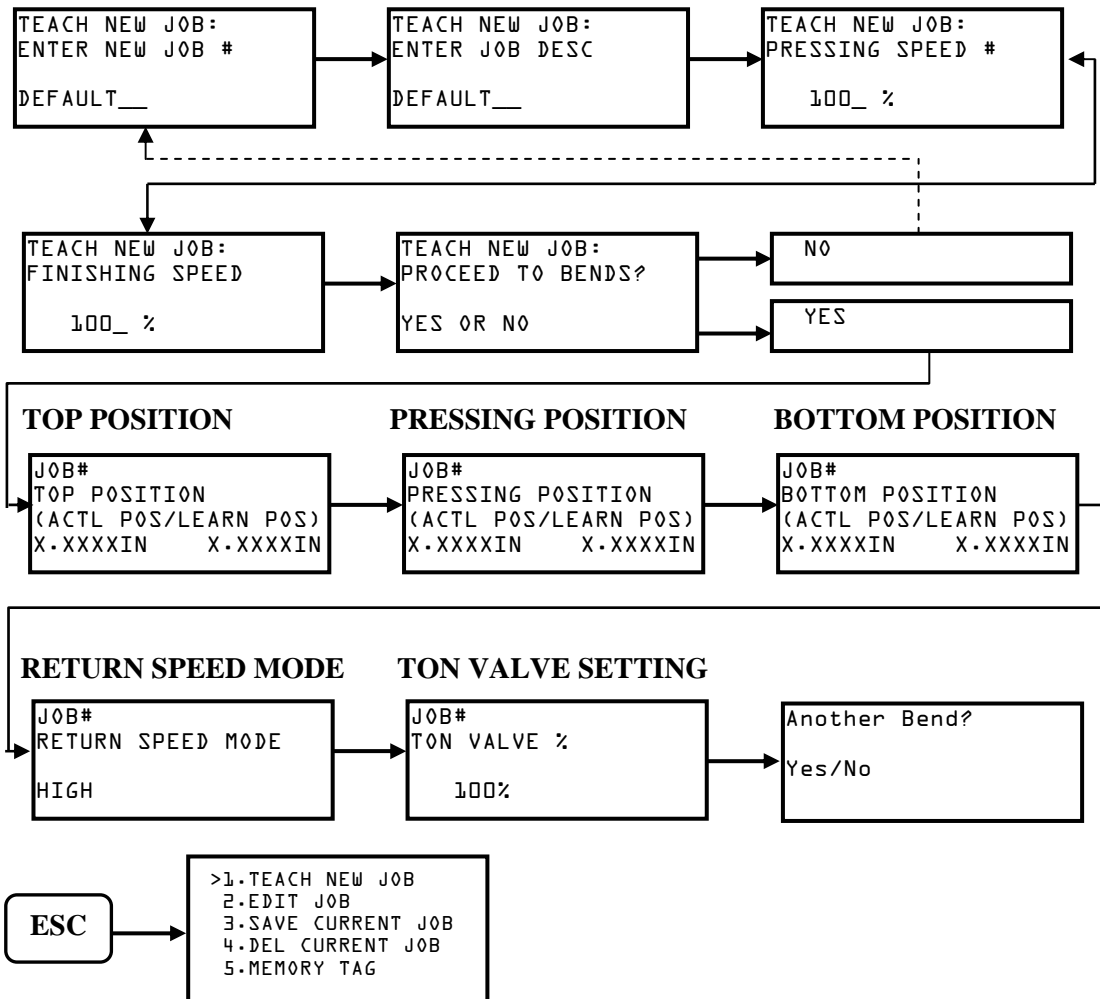 TEACH NEW JOB:
ENTER NEW JOB #
DEFAULT__
TEACH NEW JOB:
ENTER JOB DESC
DEFAULT__
TEACH NEW JOB:
PRESSING SPEED #
100_ %
TEACH NEW JOB:
FINISHING SPEED
100_ %
TEACH NEW JOB:
PROCEED TO BENDS?
YES OR NO
NO
YES
TOP POSITION
JOB#
TOP POSITION
(ACTL POS/LEARN POS)
X.XXXXIN X.XXXXIN
PRESSING POSITION
JOB#
PRESSING POSITION
(ACTL POS/LEARN POS)
X.XXXXIN X.XXXXIN
BOTTOM POSITION
JOB#
BOTTOM POSITION
(ACTL POS/LEARN POS)
X.XXXXIN X.XXXXIN
RETURN SPEED MODE
JOB#
RETURN SPEED MODE
HIGH
TON VALVE SETTING
JOB#
TON VALVE %
100%
Another Bend?
Yes/No
ESC
>1.TEACH NEW JOB
2.EDIT JOB
3.SAVE CURRENT JOB
4.DEL CURRENT JOB
5.MEMORY TAG